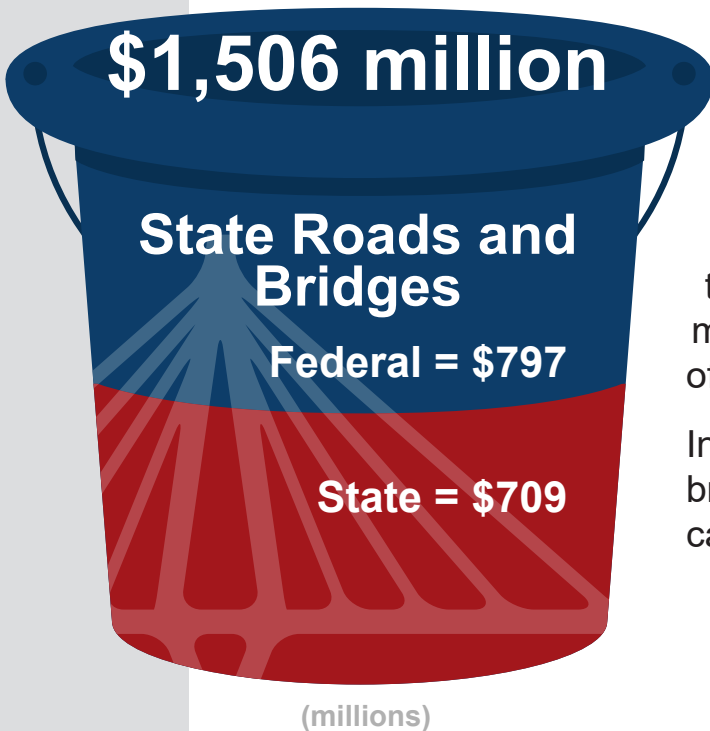 $1,506 million
State Roads and
Bridges
Federal = $797
State = $709
(millions)